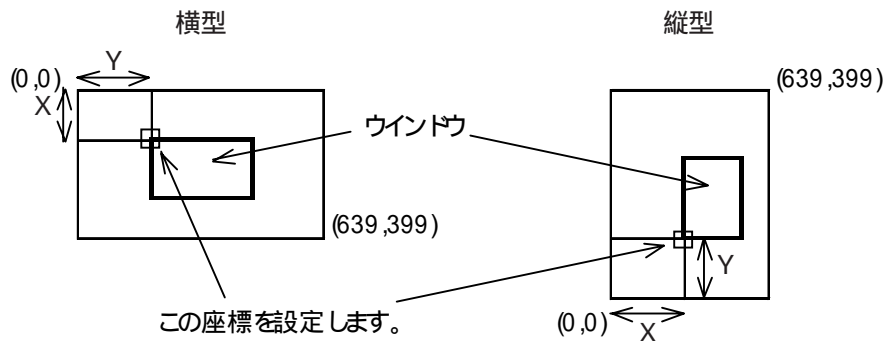 横型
縦型
Y
(0,0)
X
(639,399)
ウインドウ
(639,399)
Y
この座標を設定します。
(0,0)
X